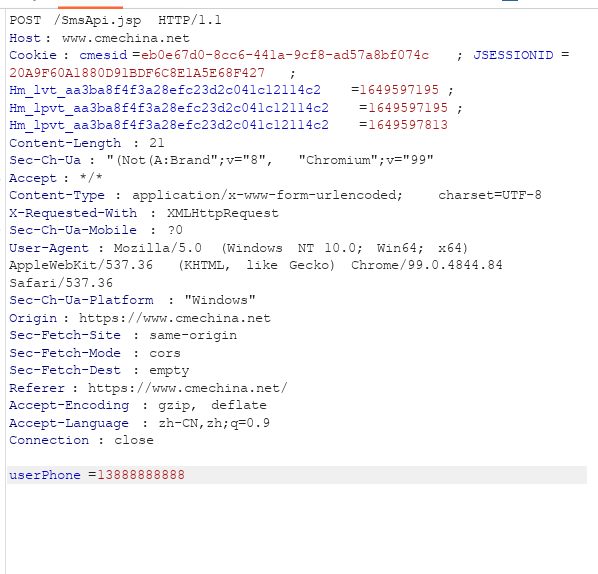 POST /SmsApi.jsp HTTP/1.1
Host: www.cmechina.net
Cookie: cmesid=eb0e67d0-8cc6-441a-9cf8-ad57a8bf074c; JSESSIONID=
20A9F60A1880D91BDF6C8E1A5E68F427;
Hm_lvt_aa3ba8f4f3a28efc23d2c041c12114c2=1649597195;
Hm_lpvt_aa3ba8f4f3a28efc23d2c041c12114c2=1649597195;
Hm_lpvt_aa3ba8f4f3a28efc23d2c041c12114c2=1649597813
Content-Length: 21
Sec-Ch-Ua: "(Not(A:Brand";v="8", "Chromium";v="99"
Accept: */*
Content-Type: application/x-www-form-urlencoded; charset=UTF-8
X-Requested-With: XMLHttpRequest
Sec-Ch-Ua-Mobile: ?0
User-Agent: Mozilla/5.0 (Windows NT 10.0; Win64; x64)
AppleWebKit/537.36 (KHTML, like Gecko) Chrome/99.0.4844.84
Safari/537.36
Sec-Ch-Ua-Platform: "Windows"
Origin: https://www.cmechina.net
Sec-Fetch-Site: same-origin
Sec-Fetch-Mode: cors
Sec-Fetch-Dest: empty
Referer: https://www.cmechina.net/
Accept-Encoding: gzip, deflate
Accept-Language: zh-CN,zh;q=0.9
Connection: close
userPhone=13888888888